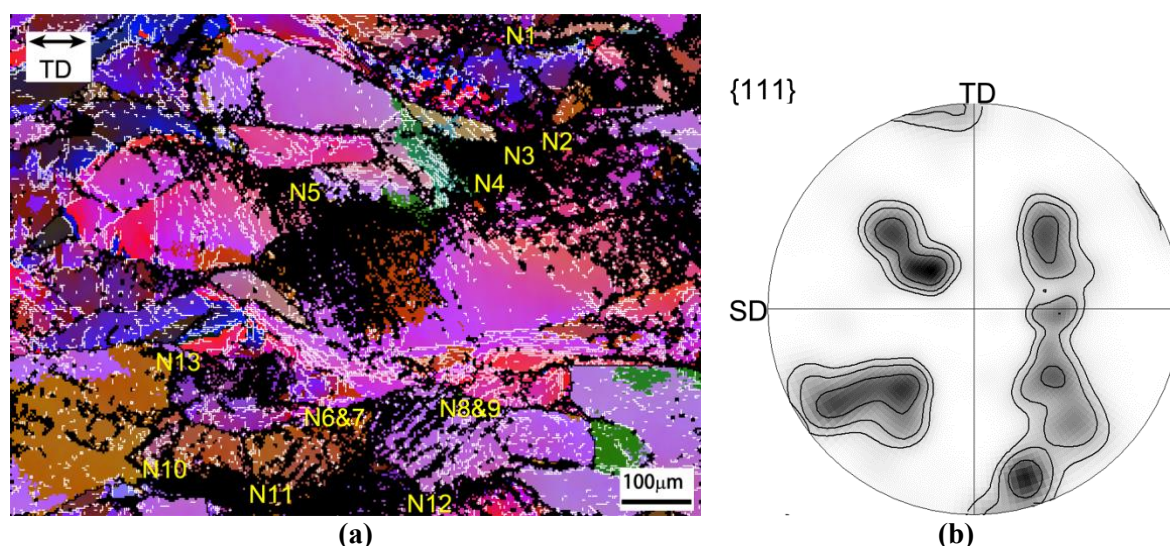 TD
N1
N2
N3
N4
N5
N13
N6&7
N8&9
N10
N11
N12
100μm
(a)
{111}
TD
SD
(b)